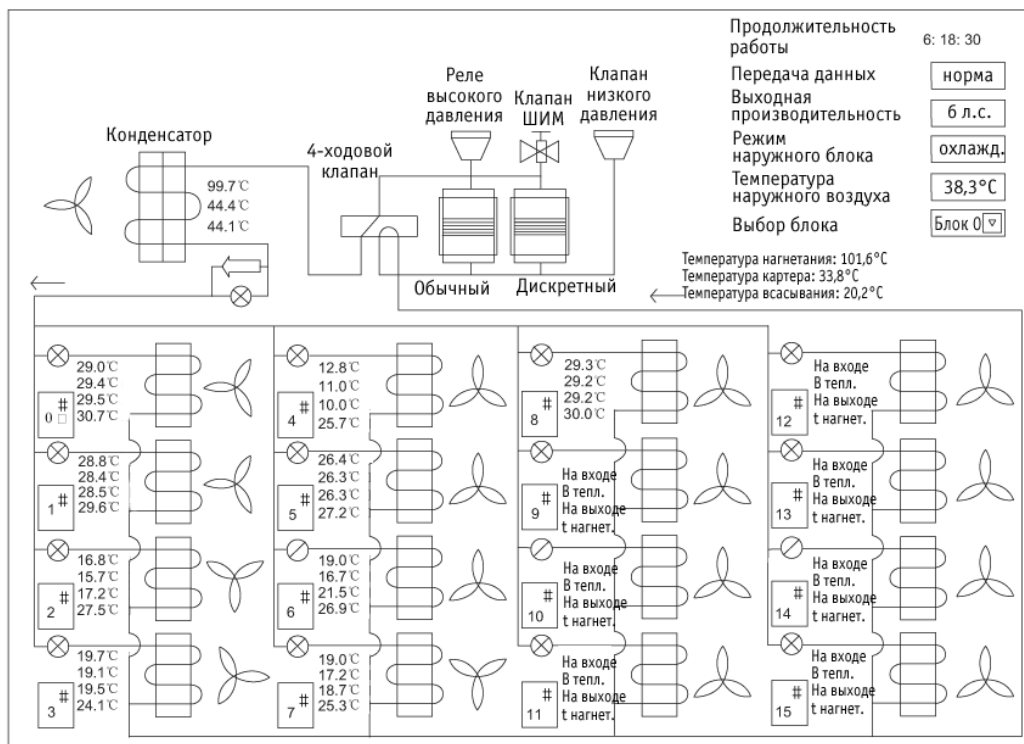 Продолжительность
работы
6: 18: 30
Передача данных
норма
Выходная
производительность
6 л.с.
Режим
наружного блока
охлажд.
Температура
наружного воздуха
38,3°C
Выбор блока
Блок 0
Реле
высокого
давления
Клапан
ШИМ
Клапан
низкого
давления
Конденсатор
4-ходовой
клапан
99.7℃
44.4℃
44.1℃
Обычный
Дискретный
Температура нагнетания: 101,6°C
Температура картера: 33,8°C
Температура всасывания: 20,2°C
29.0℃
29.4℃
29.5℃
30.7℃
0 □ #
12.8℃
11.0℃
10.0℃
25.7℃
4 #
29.3℃
29.2℃
29.2℃
30.0℃
8 #
На входе
В тепл.
На выходе
t нагнет.
12 #
28.8℃
28.4℃
28.5℃
29.6℃
1 #
26.4℃
26.3℃
26.3℃
27.2℃
5 #
На входе
В тепл.
На выходе
t нагнет.
9 #
На входе
В тепл.
На выходе
t нагнет.
13 #
16.8℃
15.7℃
17.2℃
27.5℃
2 #
19.0℃
16.7℃
21.5℃
26.9℃
6 #
На входе
В тепл.
На выходе
t нагнет.
10 #
На входе
В тепл.
На выходе
t нагнет.
14 #
19.7℃
19.1℃
19.5℃
24.1℃
3 #
19.0℃
17.2℃
18.7℃
25.3℃
7 #
На входе
В тепл.
На выходе
t нагнет.
11 #
На входе
В тепл.
На выходе
t нагнет.
15 #